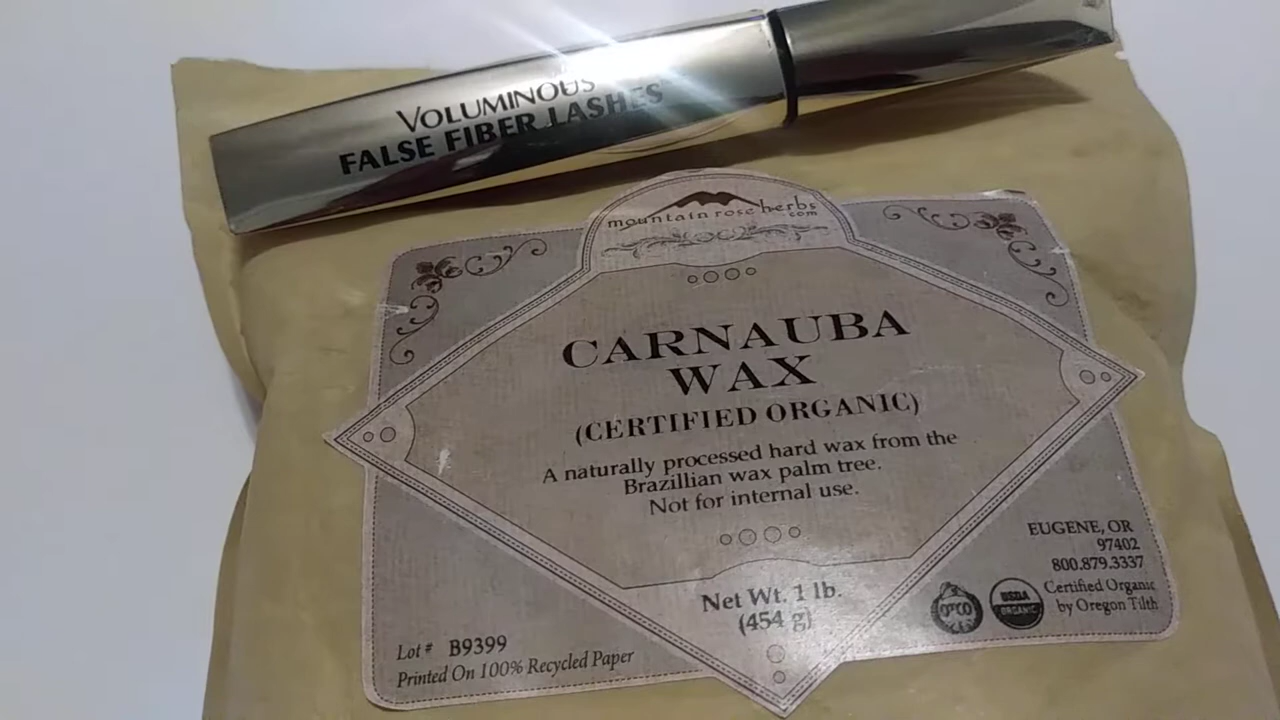 VOLUMINOUS
FALSE FIBER LASHES
mountain rose herbs
.com
CARNAUBA
WAX
(CERTIFIED ORGANIC)
A naturally processed hard wax from the
Brazillian wax palm tree.
Not for internal use.
Net Wt. 1 lb.
(454 g)
EUGENE, OR
97402
800.879.3337
Certified Organic
by Oregon Tilth
USDA
ORGANIC
Lot # B9399
Printed On 100% Recycled Paper